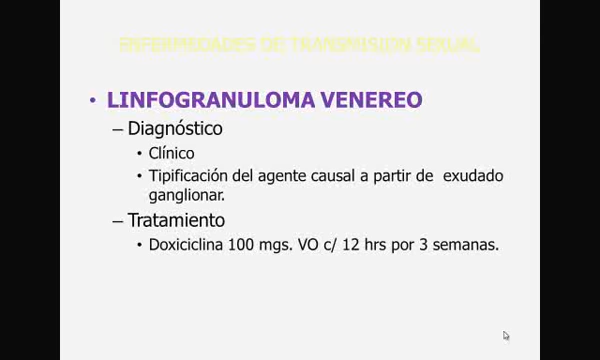 ENFERMEDADES DE TRANSMISION SEXUAL
• LINFOGRANULOMA VENEREO
– Diagnóstico
• Clínico
• Tipificación del agente causal a partir de exudado
ganglionar.
– Tratamiento
• Doxiciclina 100 mgs. VO c/ 12 hrs por 3 semanas.